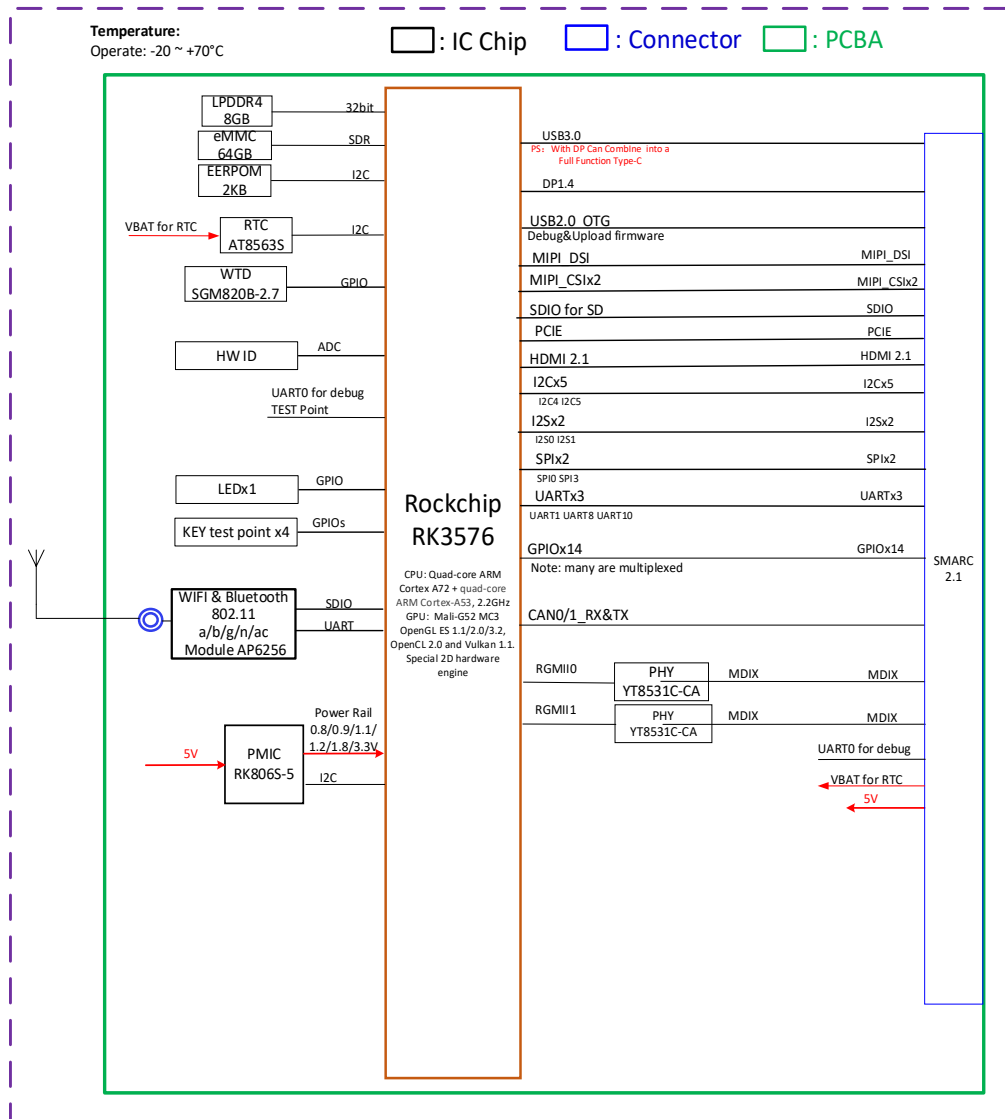 Temperature:
Operate: -20 ~ +70°C
: IC Chip
: Connector
: PCBA
LPDDR4
8GB
32bit
eMMC
64GB
SDR
EERPOM
2KB
I2C
VBAT for RTC
RTC
AT8563S
I2C
WTD
SGM820B-2.7
GPIO
HW ID
ADC
UART0 for debug
TEST Point
LEDx1
GPIO
KEY test point x4
GPIOs
WIFI & Bluetooth
802.11
a/b/g/n/ac
Module AP6256
SDIO
UART
Power Rail
0.8/0.9/1.1/
1.2/1.8/3.3V
5V
PMIC
RK806S-5
I2C
Rockchip
RK3576
CPU: Quad-core ARM
Cortex A72 + quad-core
ARM Cortex-A53, 2.2GHz
GPU: Mali-G52 MC3
OpenGL ES 1.1/2.0/3.2,
OpenCL 2.0 and Vulkan 1.1.
Special 2D hardware
engine
USB3.0
PS: With DP Can Combine into a
Full Function Type-C
DP1.4
USB2.0 OTG
Debug&Upload firmware
MIPI_DSI
MIPI_DSI
MIPI_CSIx2
MIPI_CSIx2
SDIO for SD
SDIO
PCIE
PCIE
HDMI 2.1
HDMI 2.1
I2Cx5
I2Cx5
I2C4 I2C5
I2Sx2
I2Sx2
I2S0 I2S1
SPIx2
SPIx2
SPI0 SPI3
UARTx3
UARTx3
UART1 UART8 UART10
GPIOx14
GPIOx14
Note: many are multiplexed
CAN0/1_RX&TX
RGMII0
PHY
YT8531C-CA
MDIX
MDIX
RGMII1
PHY
YT8531C-CA
MDIX
MDIX
UART0 for debug
VBAT for RTC
5V
SMARC
2.1